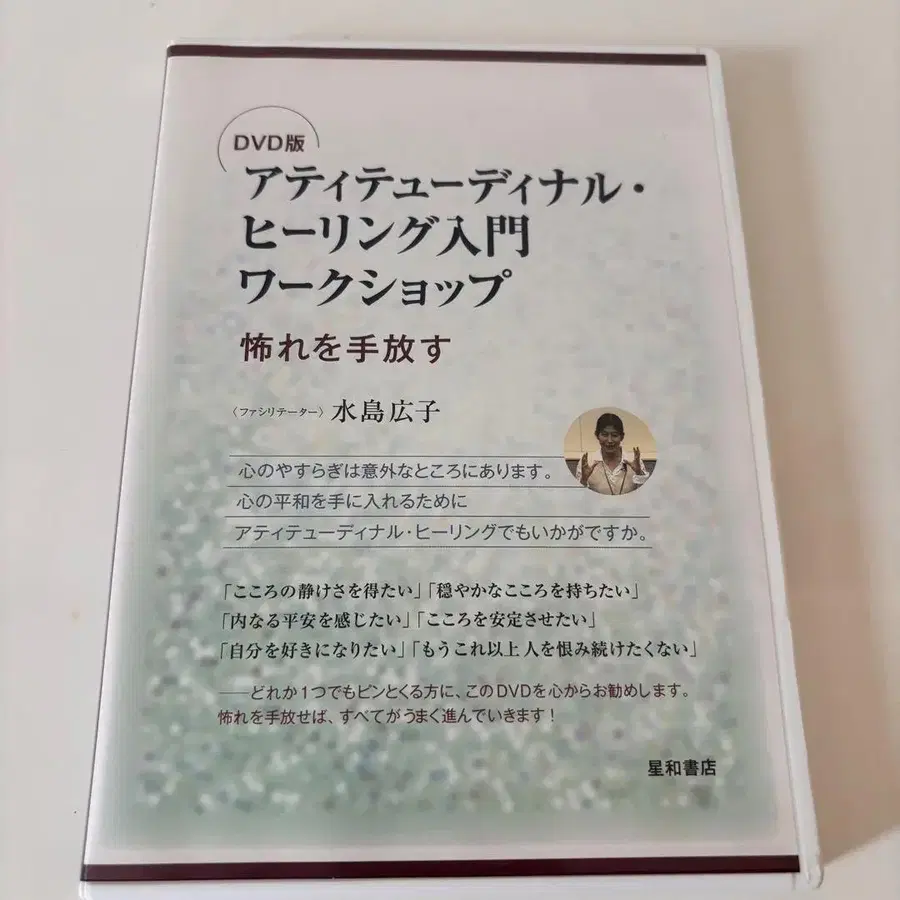 DVD版
アティテューディナル・
ヒーリング入門
ワークショップ
怖れを手放す
〈ファシリテーター〉 水島広子
心のやすらぎは意外なところにあります。
心の平和を手に入れるために
アティテューディナル・ヒーリングでもいかがですか。
「こころの静けさを得たい」「穏やかなこころを持ちたい」
「内なる平安を感じたい」「こころを安定させたい」
「自分を好きになりたい」「もうこれ以上人を恨み続けたくない」
——どれか1つでもピンとくる方に、このDVDを心からお勧めします。
怖れを手放せば、すべてがうまく進んでいきます！
星和書店